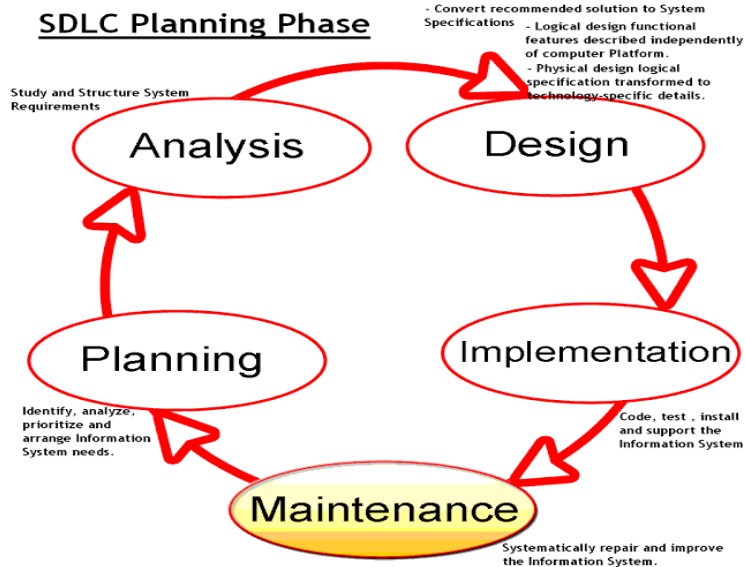 SDLC Planning Phase
- Convert recommended solution to System
Specifications
- Logical design functional
features described independently
of computer Platform.
- Physical design logical
specification transformed to
technology-specific details.
Study and Structure System
Requirements
Analysis
Design
Planning
Implementation
Identify, analyze,
prioritize and
arrange Information
System needs.
Code, test , install
and support the
Information System
Maintenance
Systematically repair and improve
the Information System.